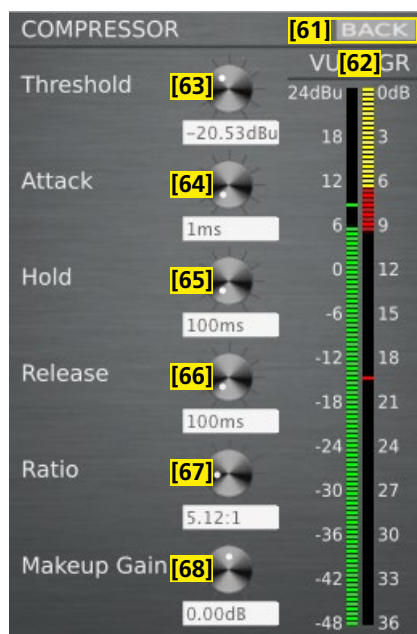 COMPRESSOR [61] BACK
VU [62] GR
Threshold [63]
-20.53dBu
Attack [64]
1ms
Hold [65]
100ms
Release [66]
100ms
Ratio [67]
5.12:1
Makeup Gain [68]
0.00dB
24dBu 0dB
18 3
12 6
6 9
0 12
-6 15
-12 18
-18 21
-24 24
-30 27
-36 30
-42 33
-48 36